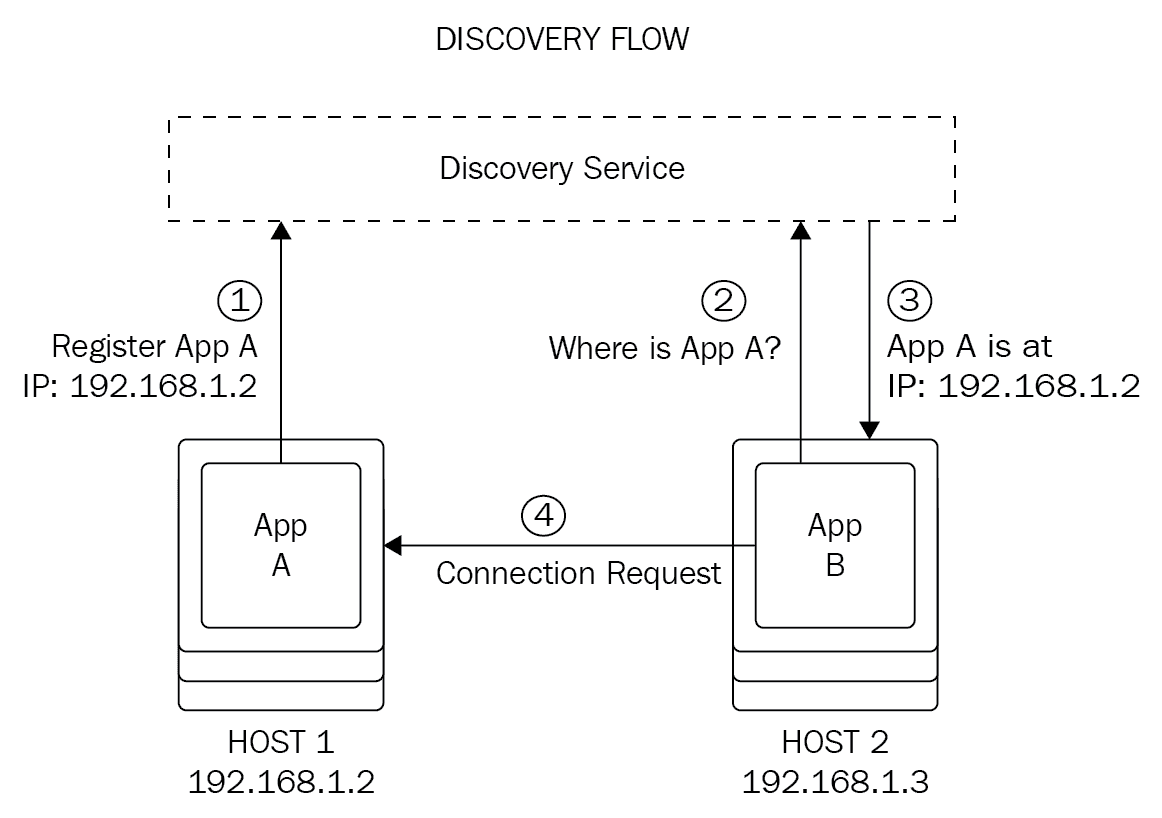 DISCOVERY FLOW
Discovery Service
1
Register App A
IP: 192.168.1.2
2
Where is App A?
3
App A is at
IP: 192.168.1.2
App
A
4
Connection Request
App
B
HOST 1
192.168.1.2
HOST 2
192.168.1.3